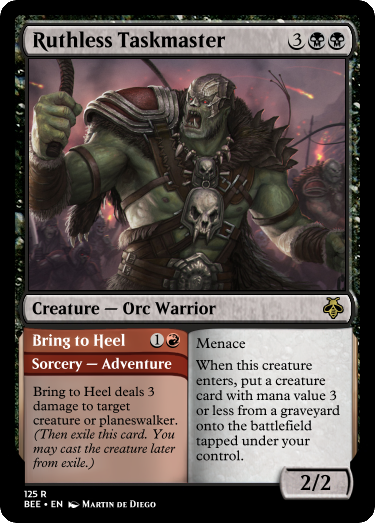 Ruthless Taskmaster 3
Creature — Orc Warrior
Bring to Heel 1
Sorcery — Adventure
Bring to Heel deals 3
damage to target
creature or planeswalker.
(Then exile this card. You
may cast the creature later
from exile.)
Menace
When this creature
enters, put a creature
card with mana value 3
or less from a graveyard
onto the battlefield
tapped under your
control.
2/2
125 R
BEE • EN Martin de Diego